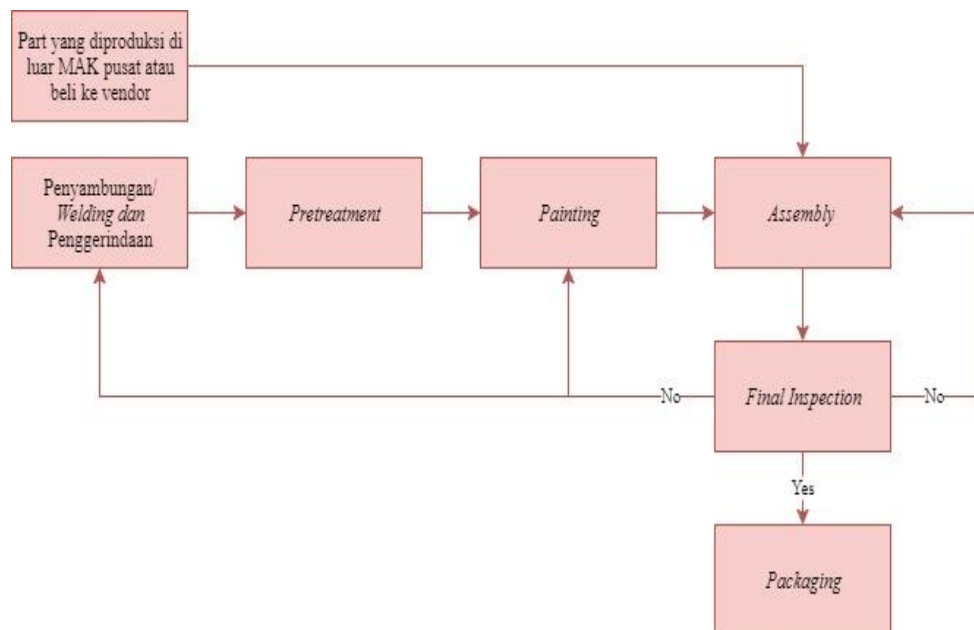 Part yang diproduksi di
luar MAK pusat atau
beli ke vendor
Penyambungan/
Welding dan
Penggerindaan
Pretreatment
Painting
Assembly
No
Final Inspection
No
Yes
Packaging